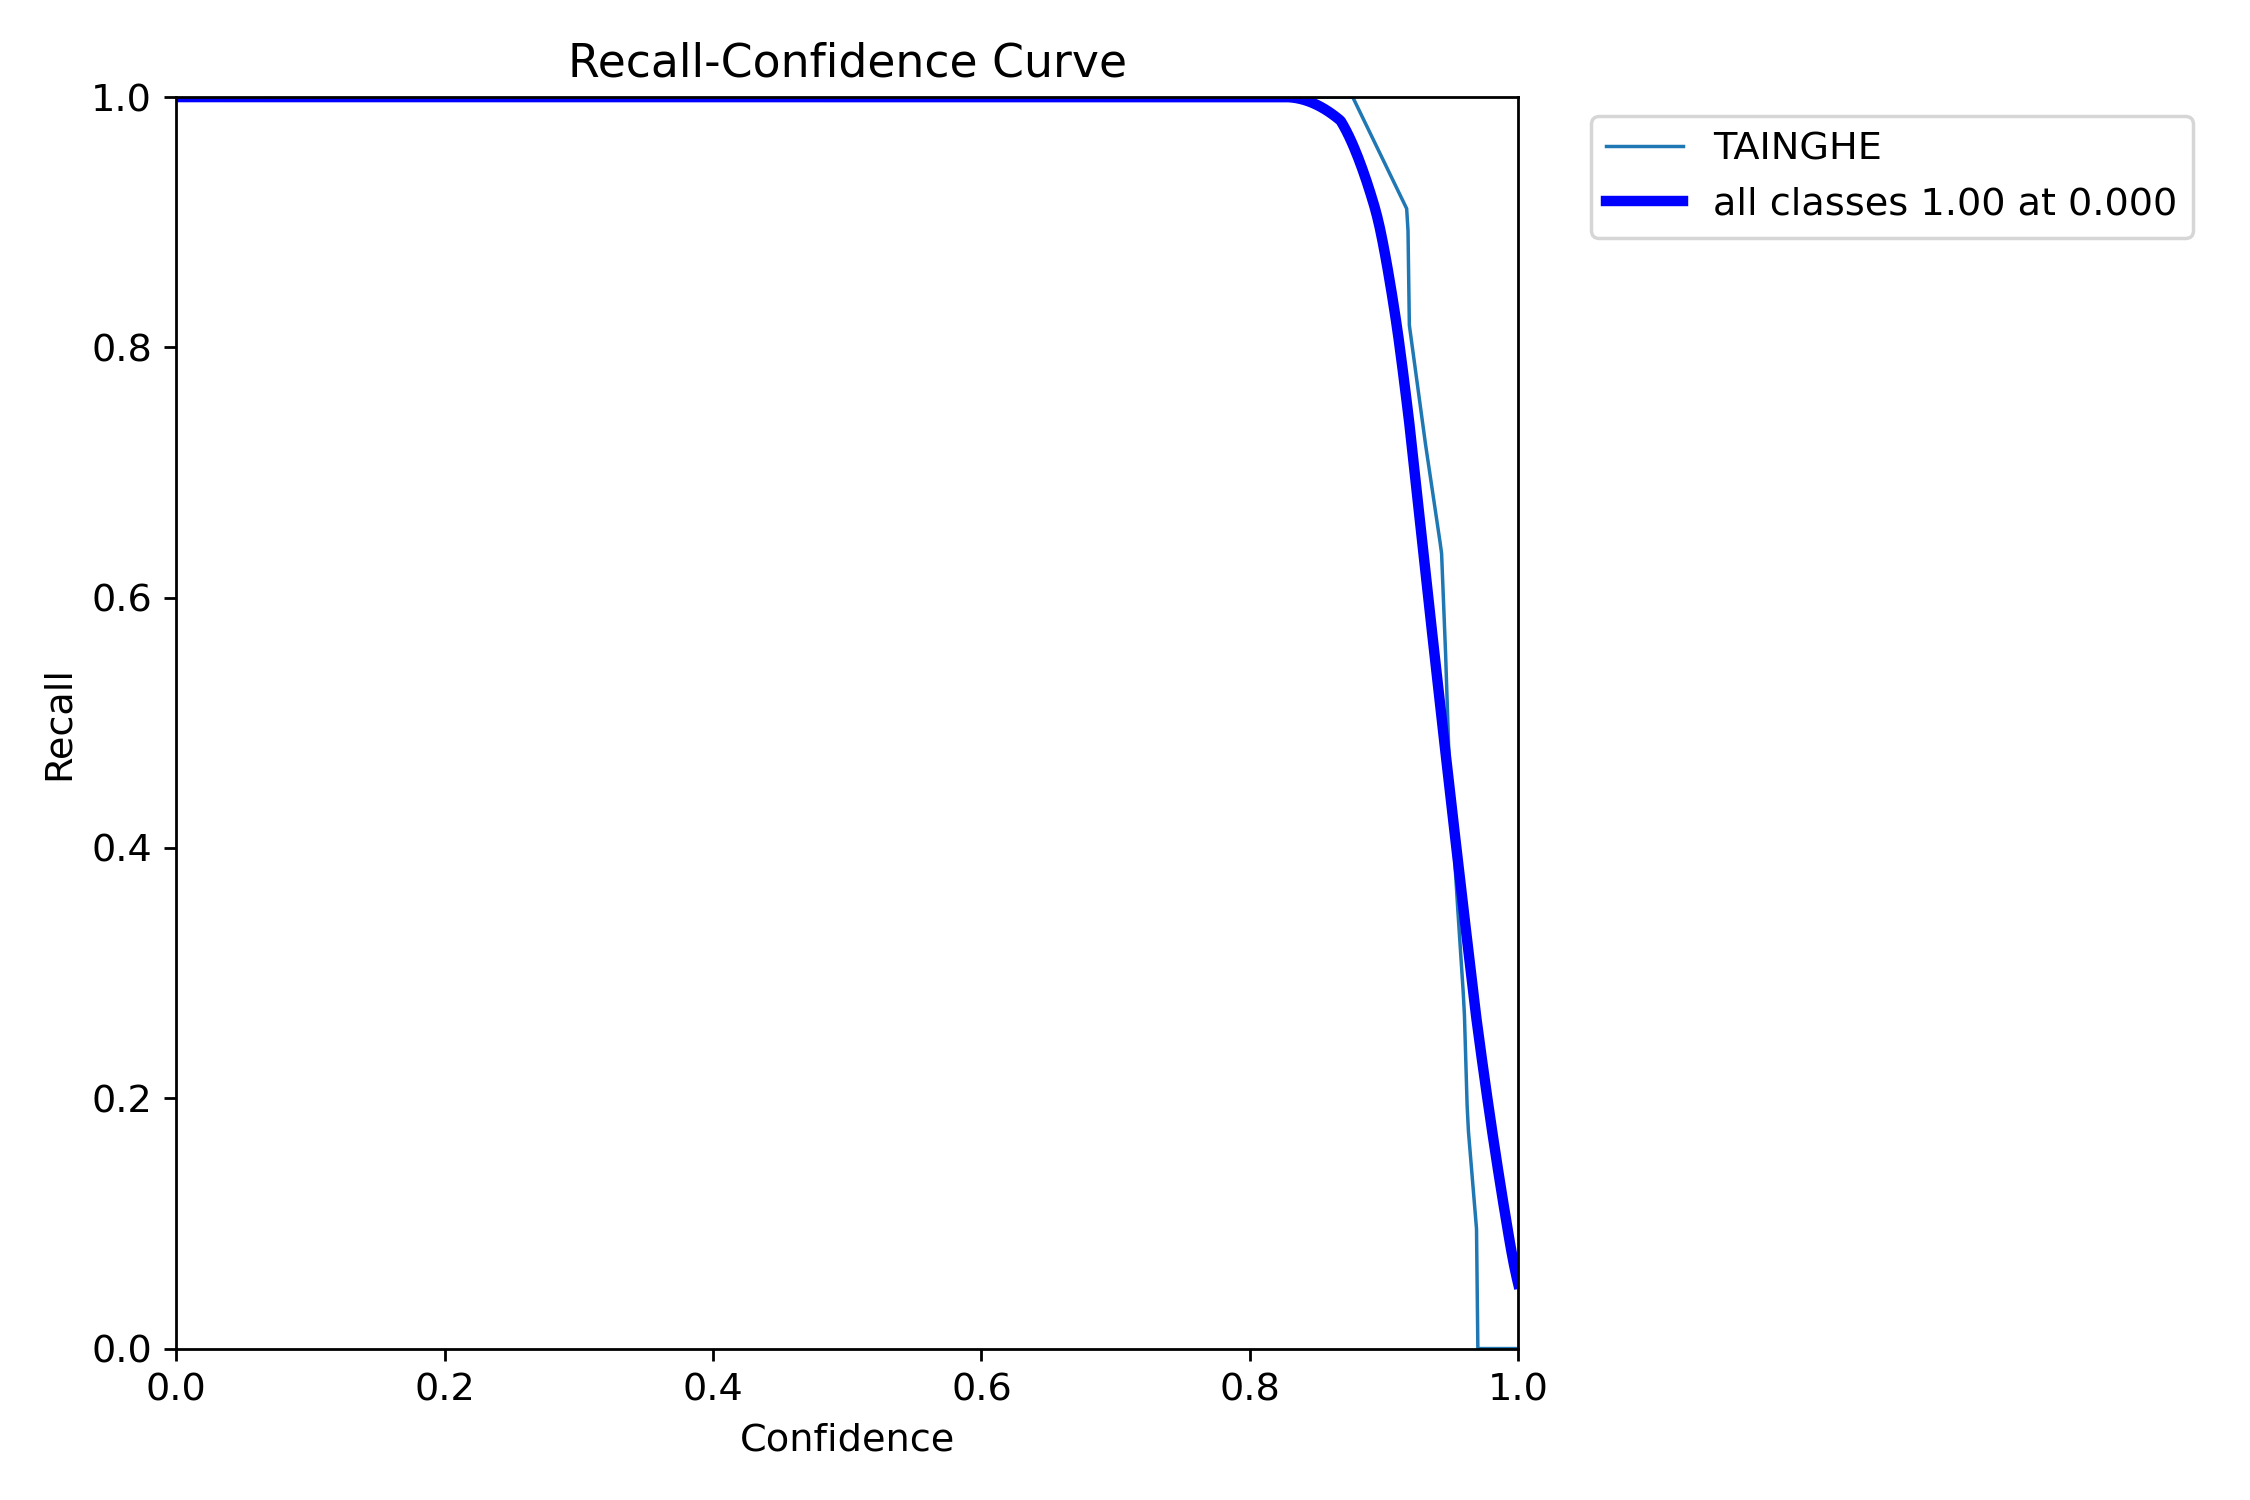 Recall-Confidence Curve
1.0
0.8
0.6
0.4
0.2
0.0
Recall
0.0 0.2 0.4 0.6 0.8 1.0
Confidence
TAINGHE
all classes 1.00 at 0.000